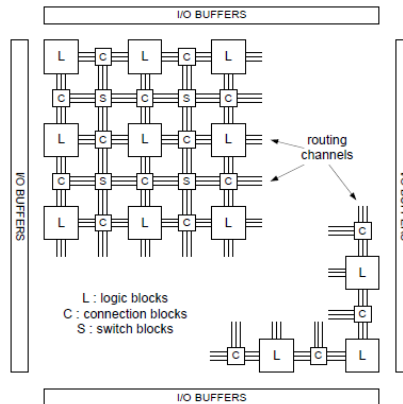 I/O BUFFERS
L C L C L
C S C S C
L C L C L
C S C S C
L C L C L
I/O BUFFERS
routing
channels
C
L
C
C L C L
L : logic blocks
C : connection blocks
S : switch blocks
I/O BUFFERS